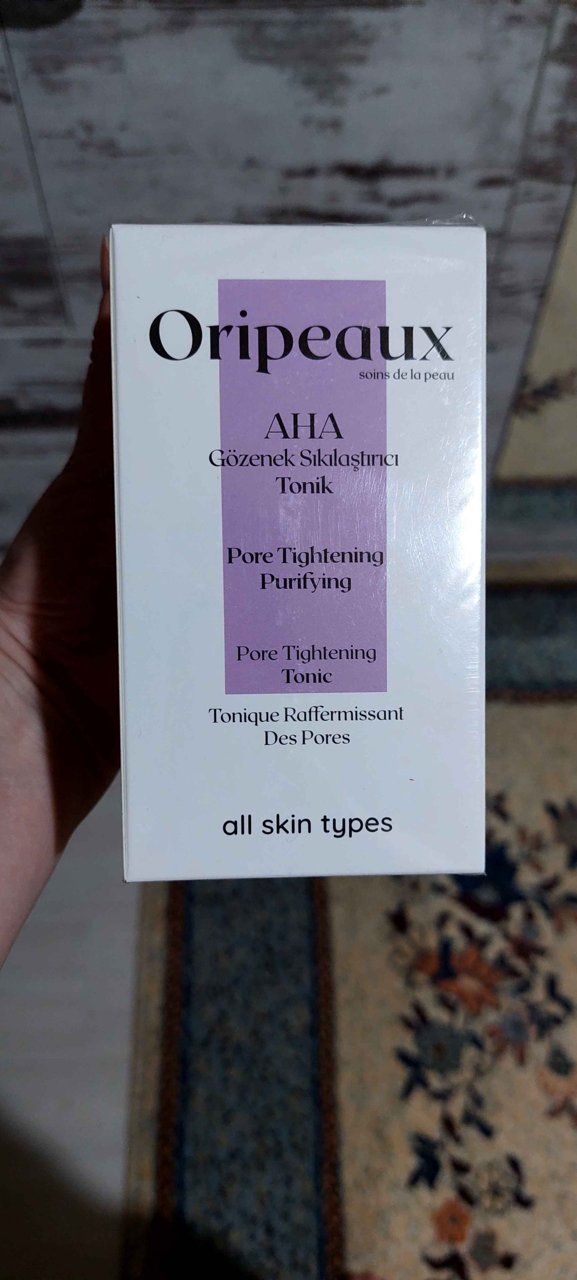 Oripeaux
soins de la peau
AHA
Gözenek Sıkılaştırıcı
Tonik
Pore Tightening
Purifying
Pore Tightening
Tonic
Tonique Raffermissant
Des Pores
all skin types